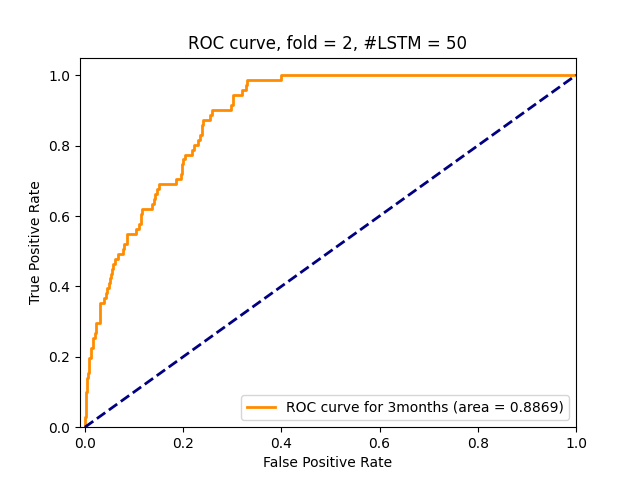 ROC curve, fold = 2, #LSTM = 50
True Positive Rate
1.0
0.8
0.6
0.4
0.2
0.0
ROC curve for 3months (area = 0.8869)
0.0 0.2 0.4 0.6 0.8 1.0
False Positive Rate